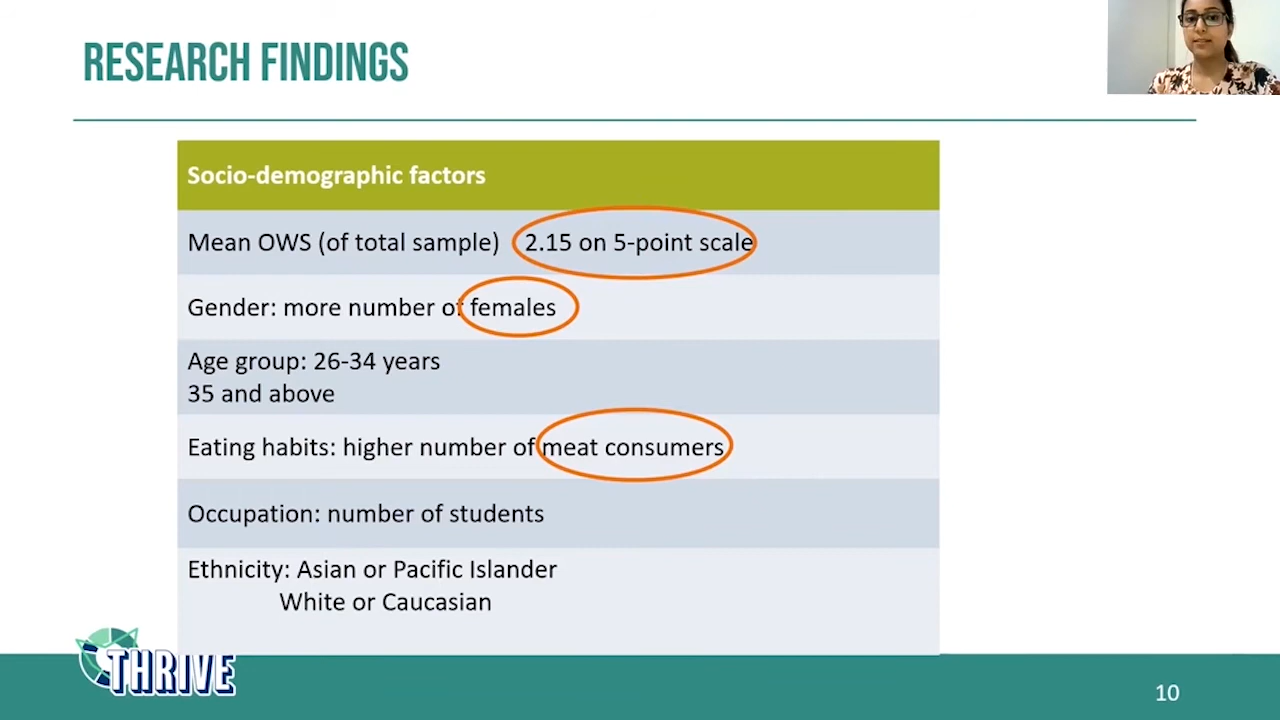 RESEARCH FINDINGS
Socio-demographic factors
Mean OWS (of total sample) 2.15 on 5-point scale
Gender: more number of females
Age group: 26-34 years
35 and above
Eating habits: higher number of meat consumers
Occupation: number of students
Ethnicity: Asian or Pacific Islander
White or Caucasian
THRIVE
10